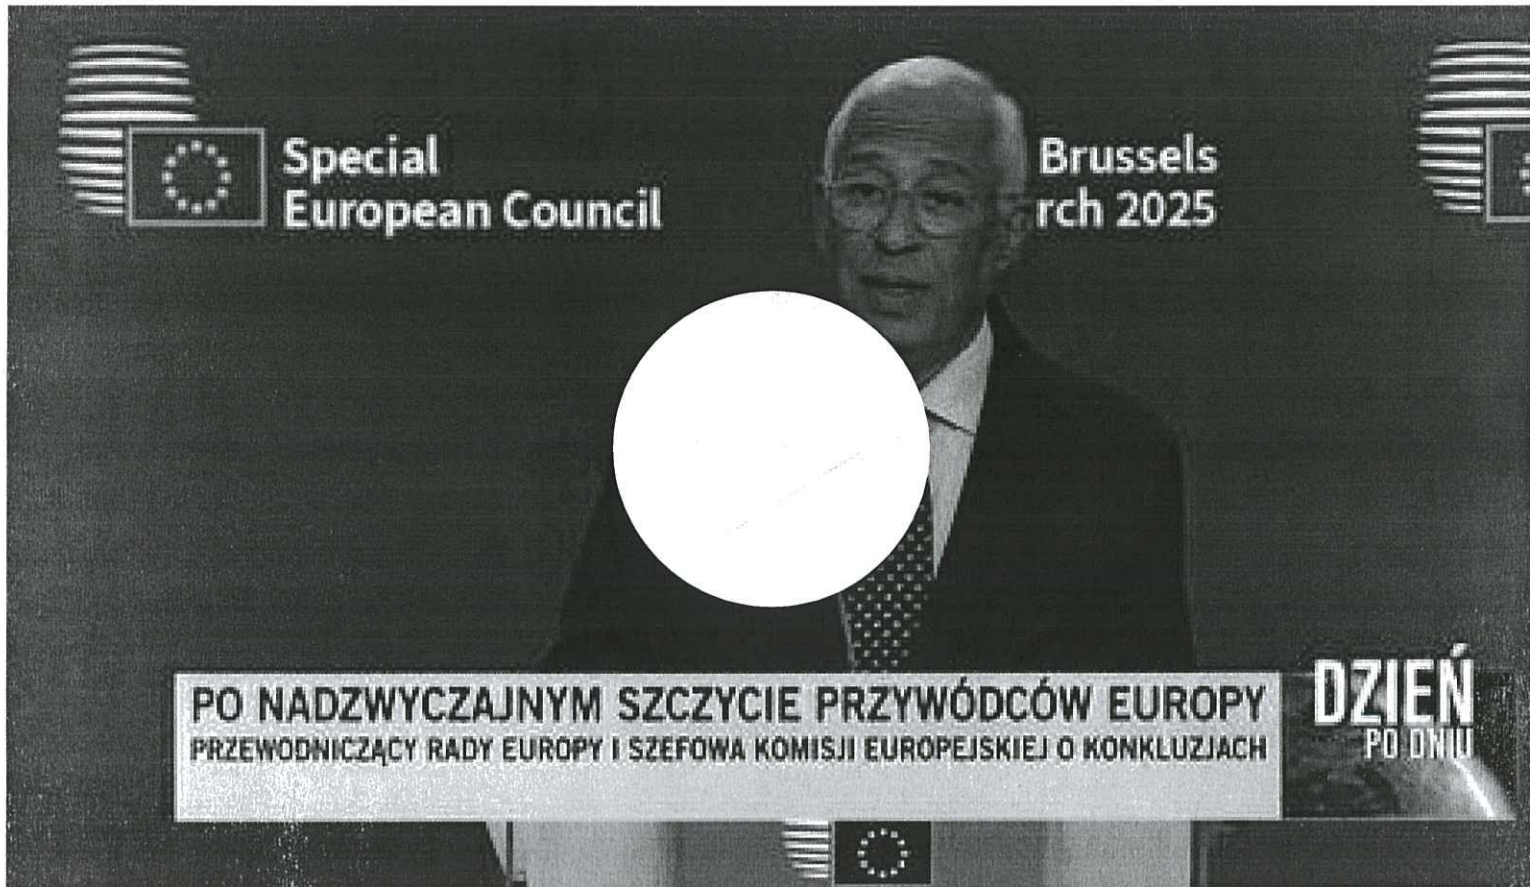 Special
European Council
Brussels
rch 2025
PO NADZWYCZAJNYM SZCZYCIE PRZYWÓDCÓW EUROPY
PRZEWODNICZĄCY RADY EUROPY I SZEFOWA KOMISJI EUROPEJSKIEJ O KONKLUZJACH
DZIEŃ
PO DNIU